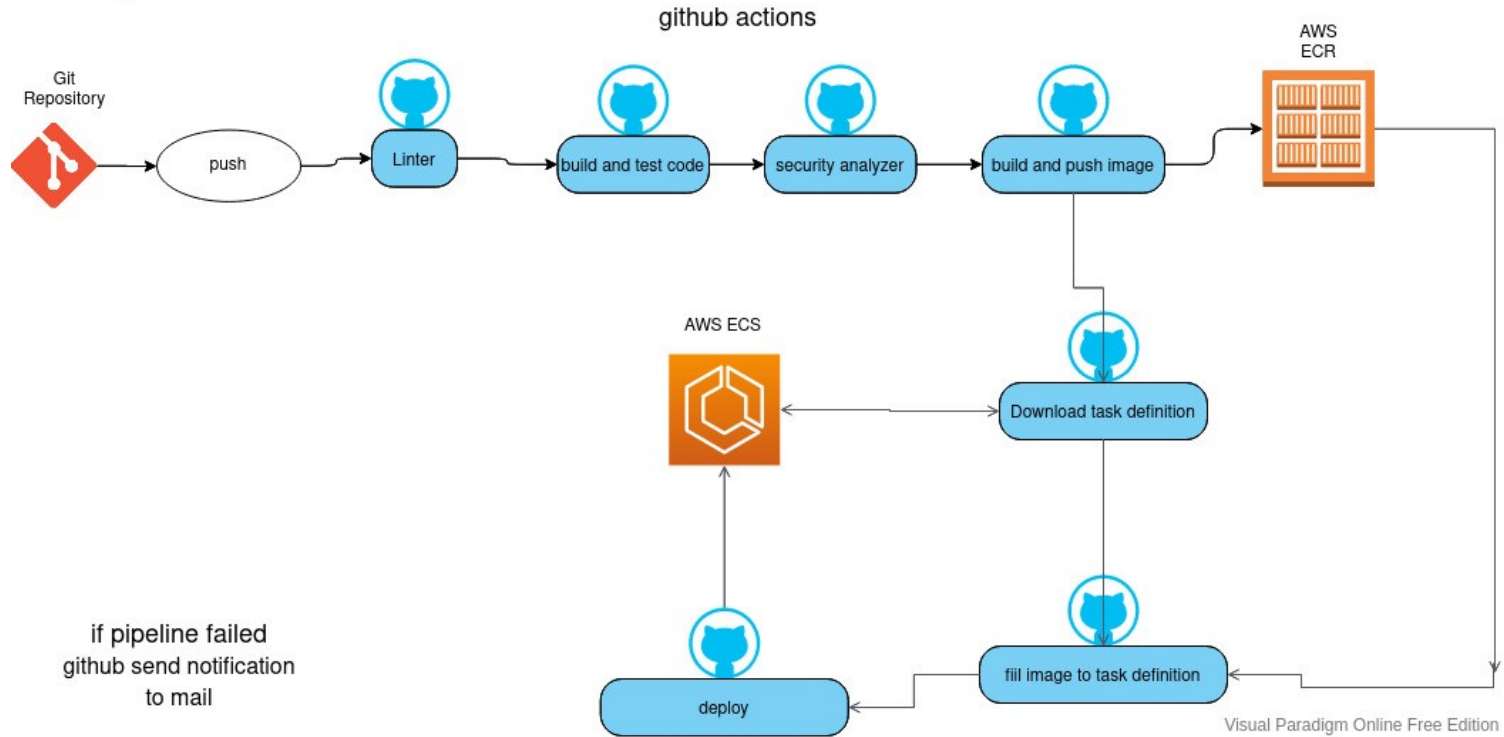 github actions
AWS
ECR
Git
Repository
push
Linter
build and test code
security analyzer
build and push image
AWS ECS
Download task definition
if pipeline failed
github send notification
to mail
fiil image to task definition
deploy
Visual Paradigm Online Free Edition